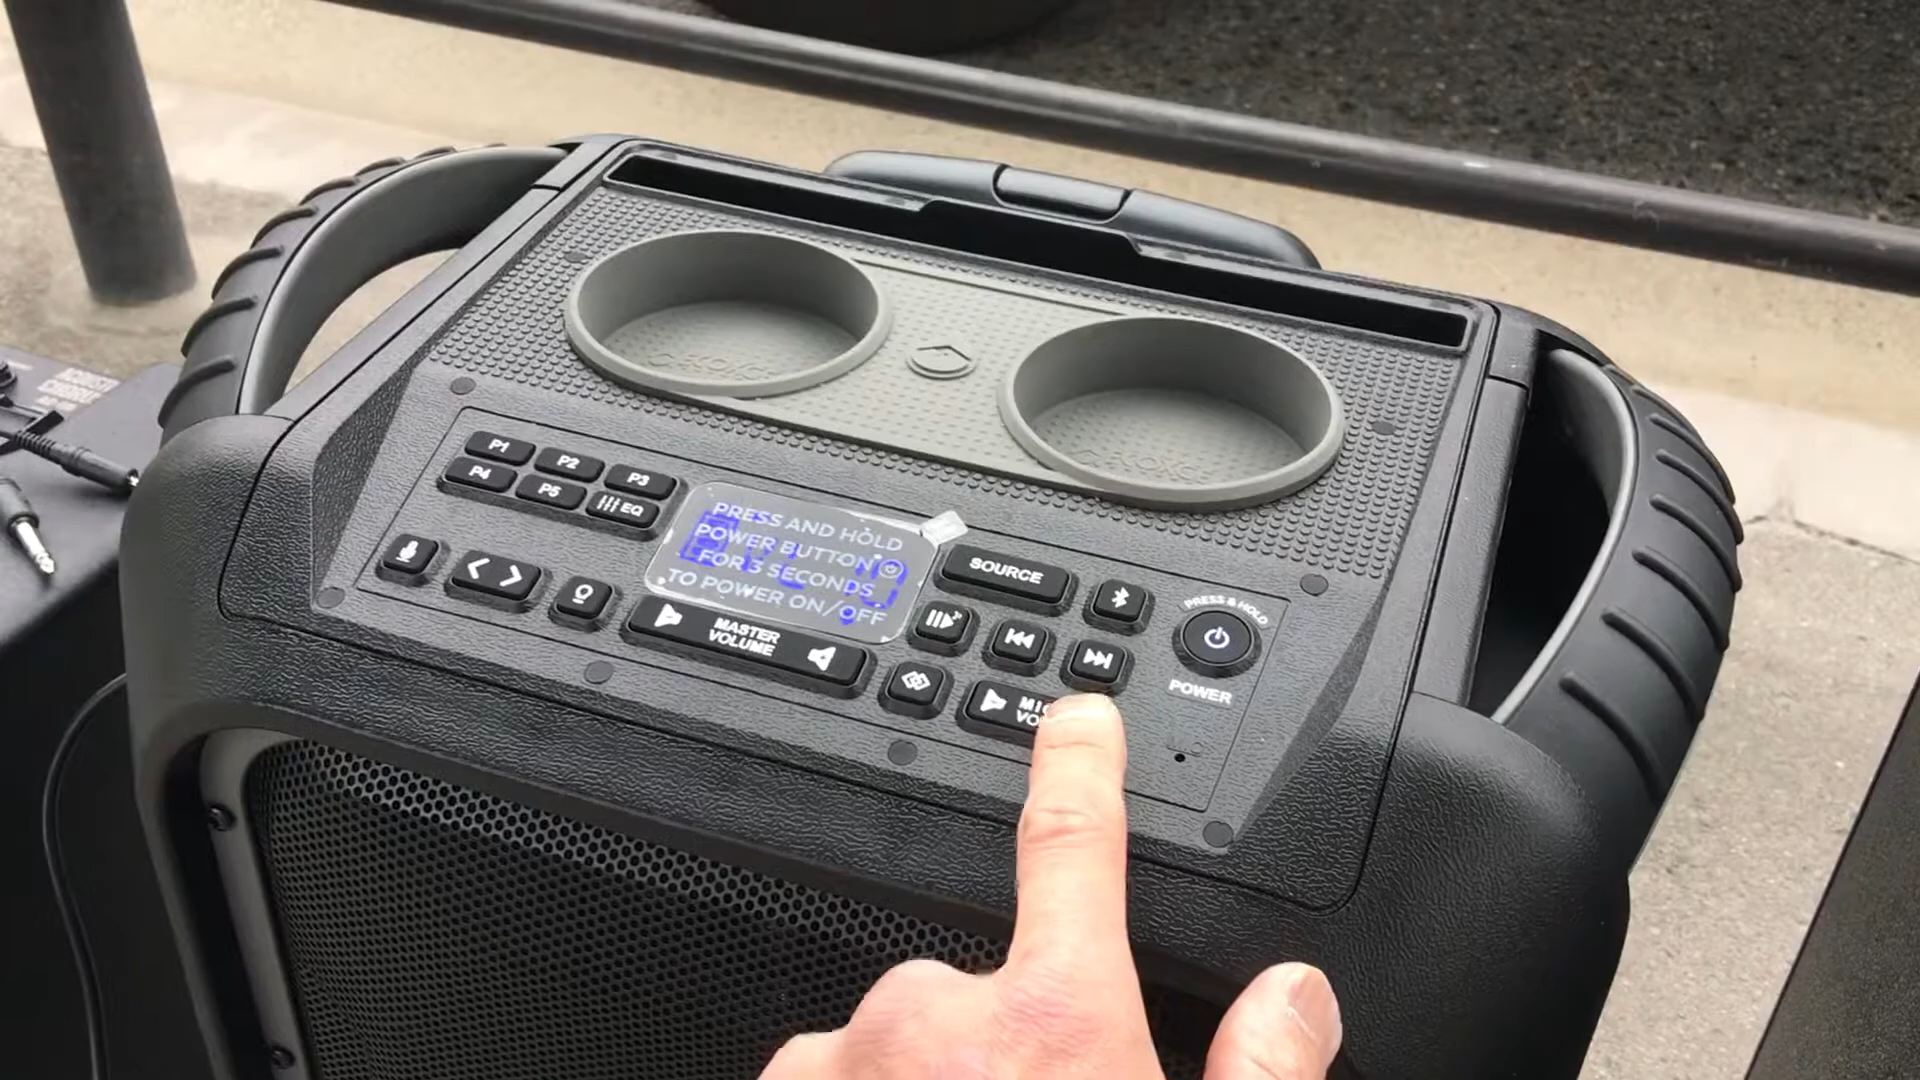 P1
P2
P3
P4
P5
EQ
PRESS AND HOLD
POWER BUTTON
FOR 3 SECONDS
TO POWER ON/OFF
SOURCE
MASTER
VOLUME
PRESS & HOLD
POWER